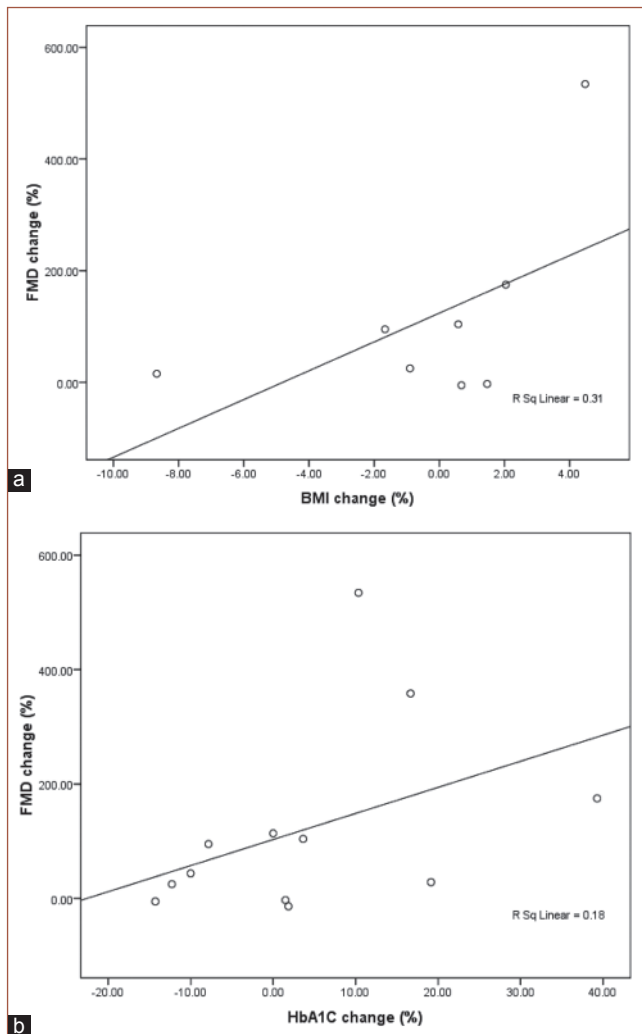 600.00
400.00
200.00
0.00
FMD change (%)
R Sq Linear = 0.31
-10.00 -8.00 -6.00 -4.00 -2.00 0.00 2.00 4.00
BMI change (%)
a
600.00
400.00
200.00
0.00
FMD change (%)
R Sq Linear = 0.18
-20.00 -10.00 0.00 10.00 20.00 30.00 40.00
HbA1C change (%)
b